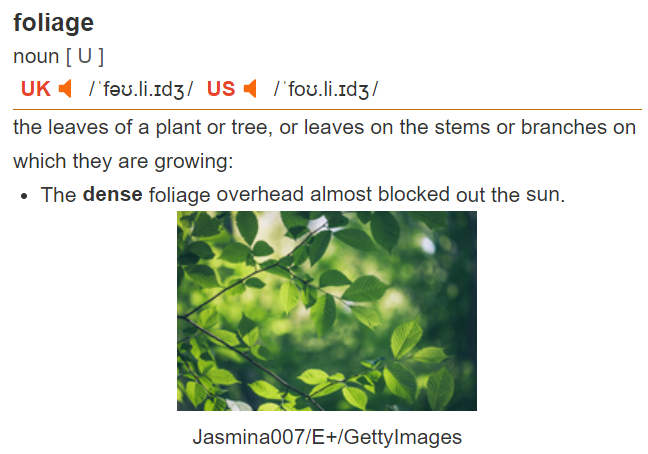 foliage
noun [ U ]
UK /ˈfəʊ.li.ɪdʒ/ US /ˈfoʊ.li.ɪdʒ/
the leaves of a plant or tree, or leaves on the stems or branches on
which they are growing:
• The dense foliage overhead almost blocked out the sun.
Jasmina007/E+/GettyImages